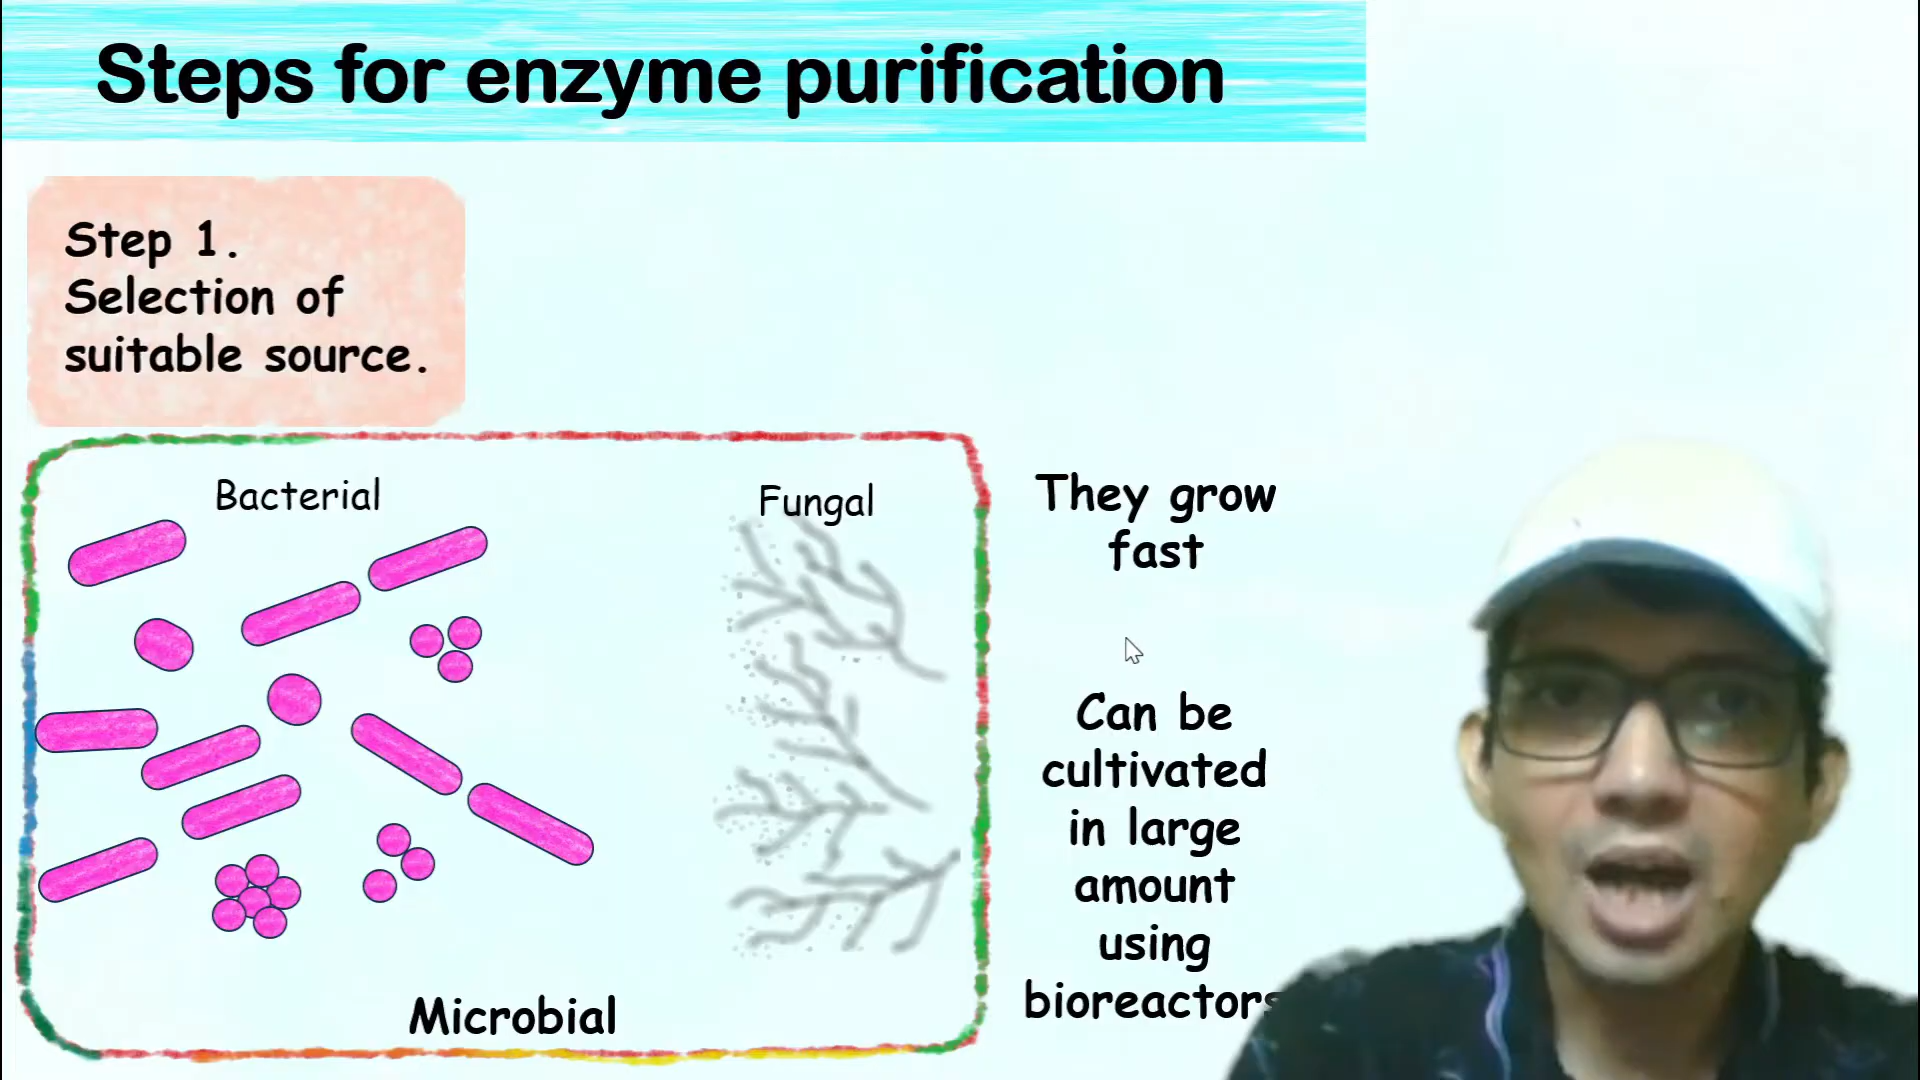 Steps for enzyme purification
Step 1.
Selection of
suitable source.
Bacterial
Fungal
Microbial
They grow
fast
Can be
cultivated
in large
amount
using
bioreactors